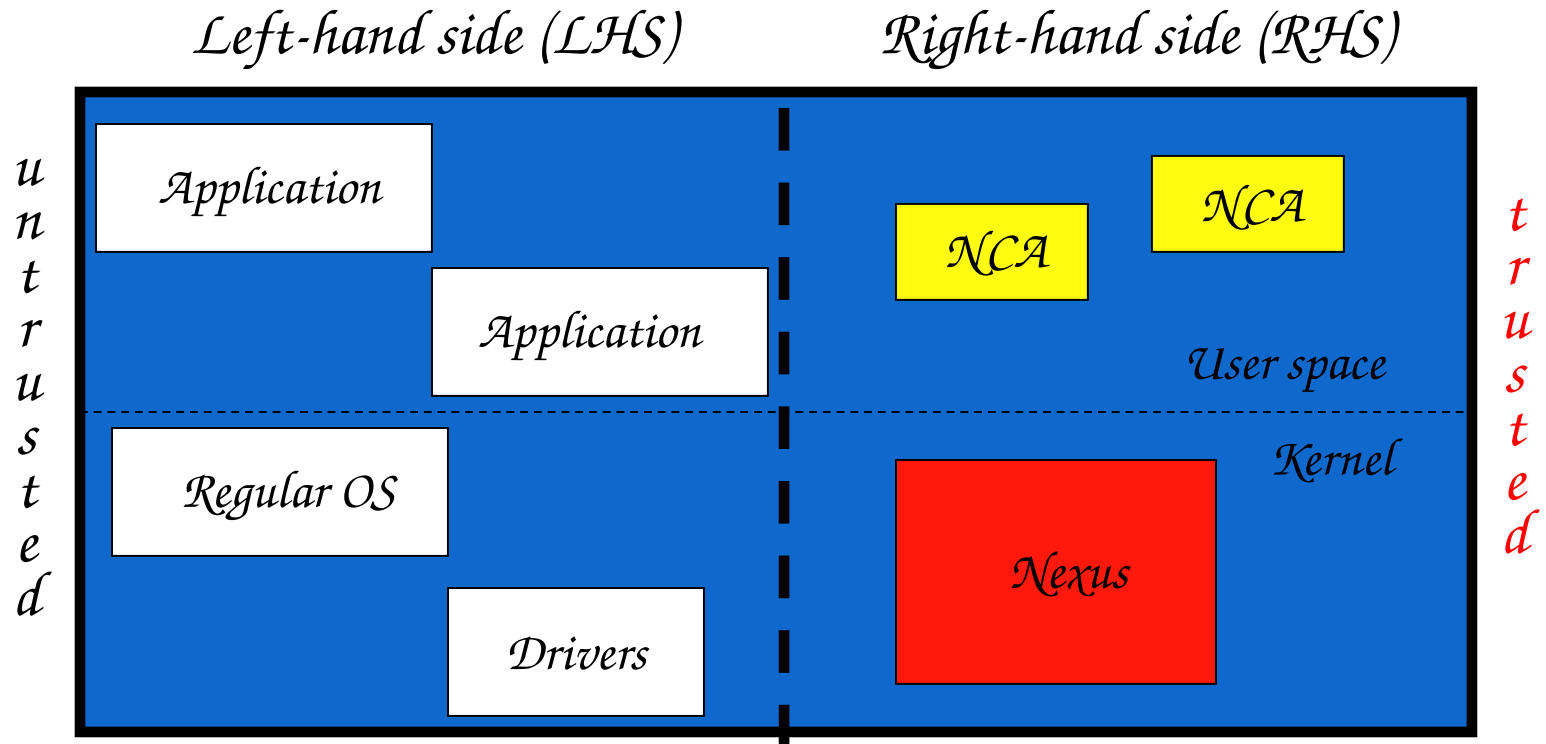 Left-hand side (LHS)
Right-hand side (RHS)
untrusted
Application
Application
Regular OS
Drivers
NCA
NCA
User space
Kernel
Nexus
trusted